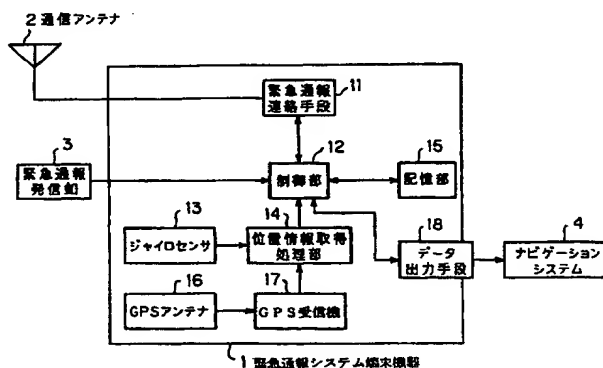 2 通信アンテナ
緊急通報
連絡手段
11
3
緊急通報
発信釦
12
制御部
15
記憶部
13
ジャイロセンサ
14
位置情報取得
処理部
18
データ
出力手段
4
ナビゲーション
システム
16
GPSアンテナ
17
GPS受信機
1 緊急通報システム端末機器